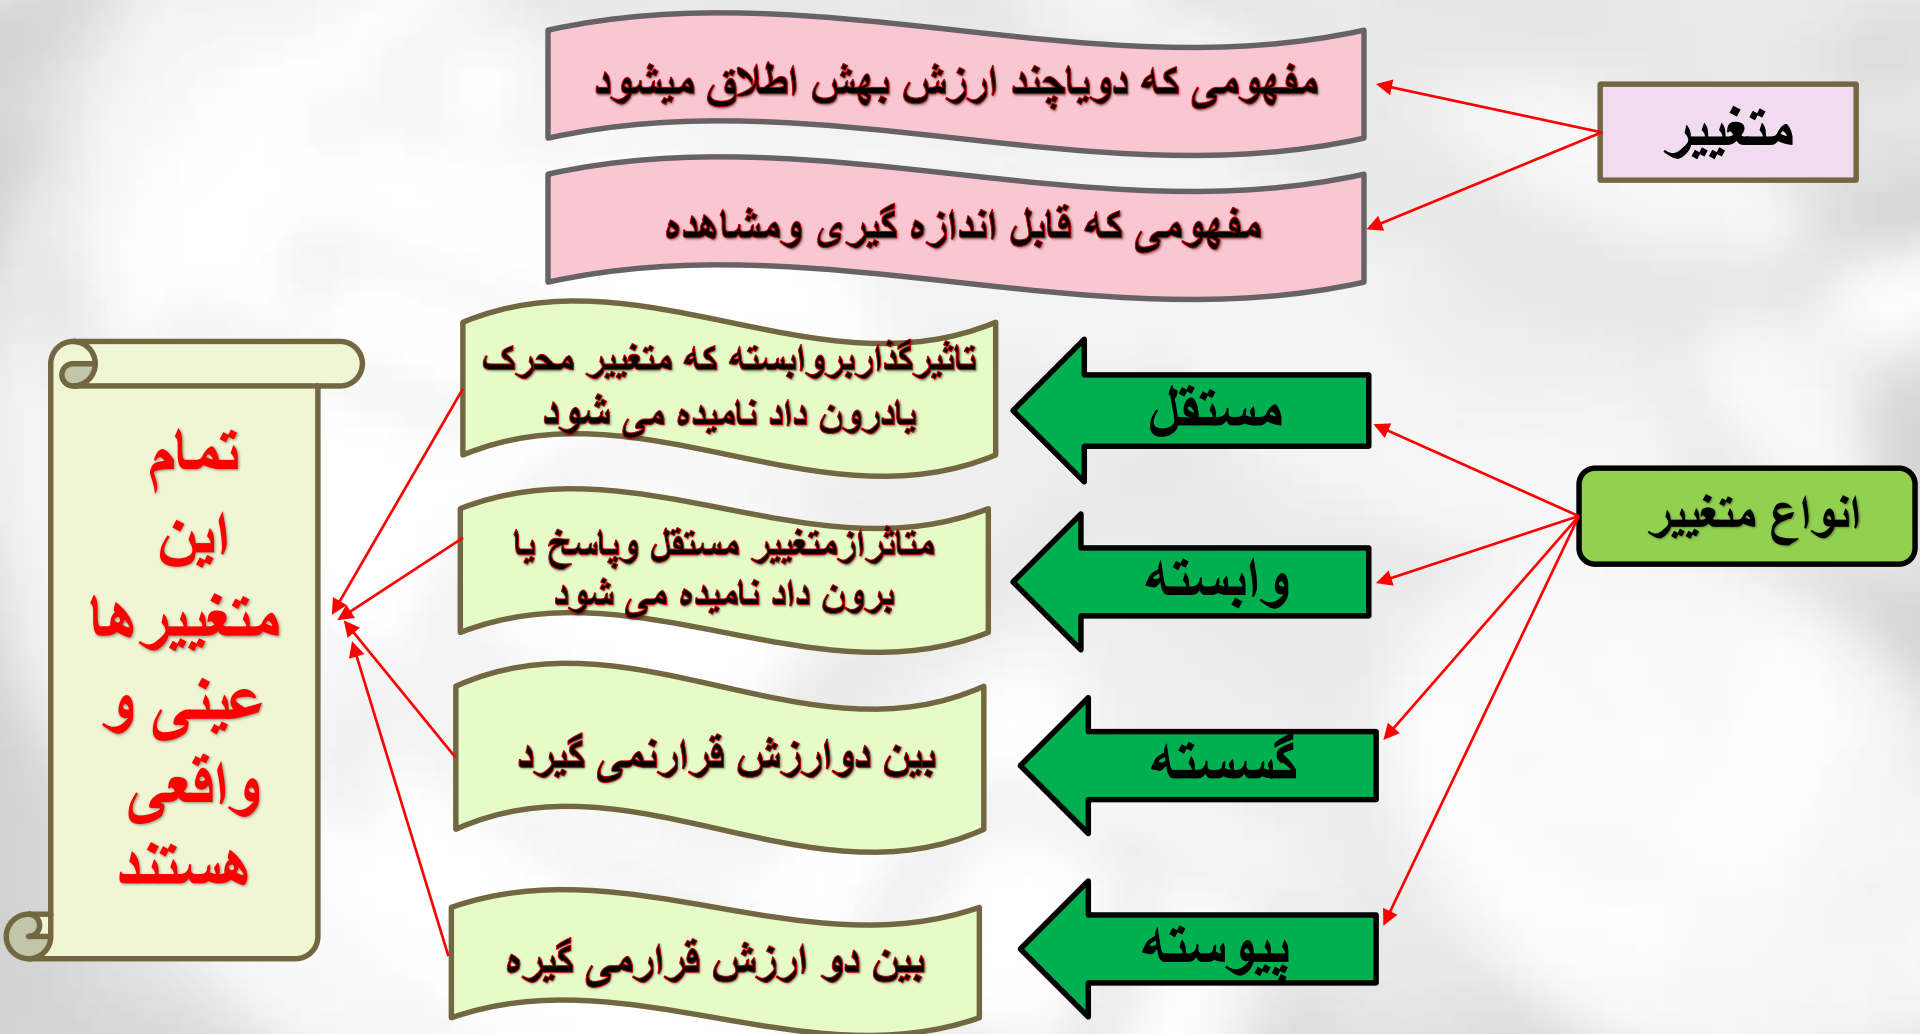 متغییر
مفهومی که دویاچند ارزش بهش اطلاق میشود
مفهومی که قابل اندازه گیری ومشاهده
انواع متغییر
مستقل
تاثیرگذاربروابسته که متغییر محرک
یادرون داد نامیده می شود
وابسته
متاثرازمتغییر مستقل وپاسخ یا
برون داد نامیده می شود
گسسته
بین دوارزش قرارنمی گیرد
پیوسته
بین دو ارزش قرارمی گیره
تمام
این
متغییرها
عینی و
واقعی
هستند